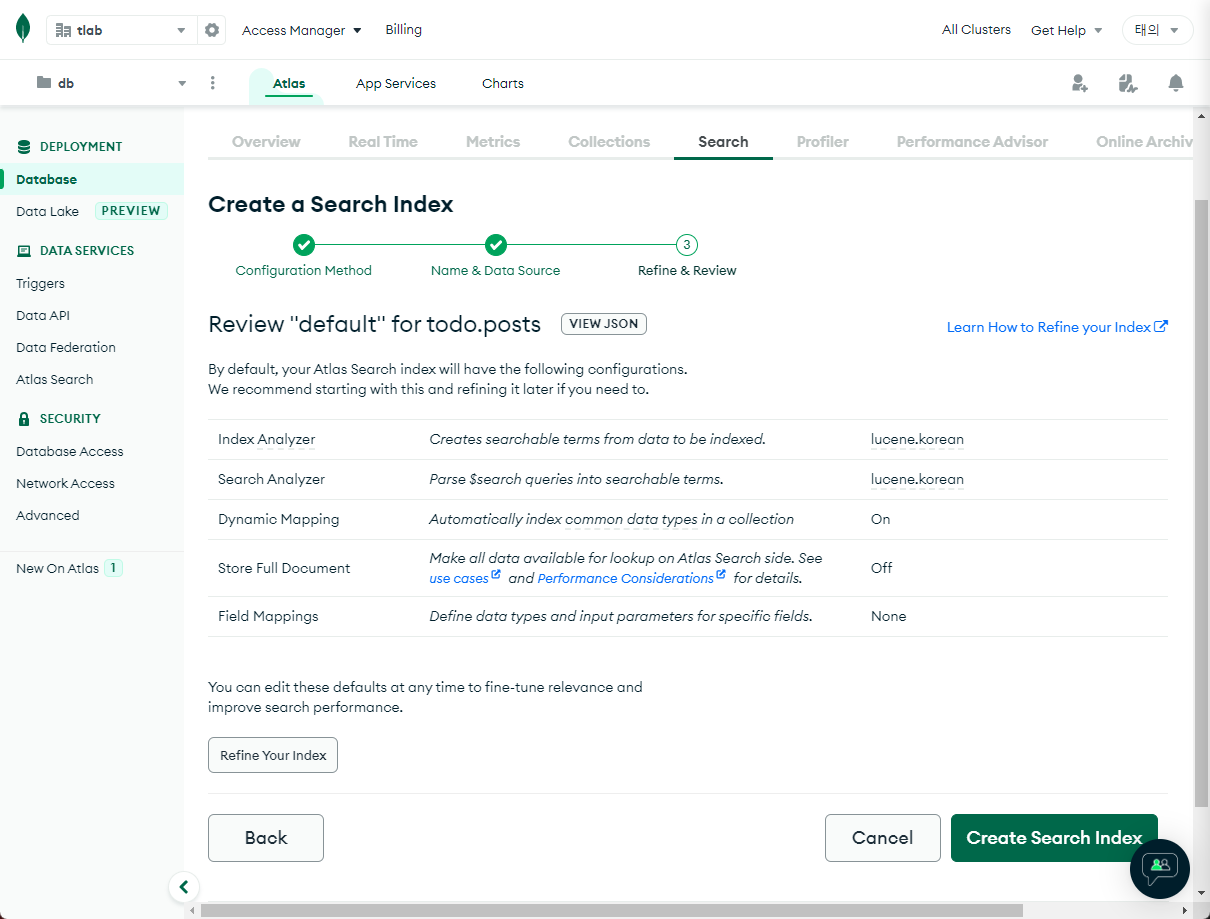 tlab
Access Manager
Billing
All Clusters
Get Help
태의
db
Atlas
App Services
Charts
DEPLOYMENT
Database
Data Lake PREVIEW
DATA SERVICES
Triggers
Data API
Data Federation
Atlas Search
SECURITY
Database Access
Network Access
Advanced
New On Atlas 1
Overview
Real Time
Metrics
Collections
Search
Profiler
Performance Advisor
Online Archiv
Create a Search Index
3
Configuration Method
Name & Data Source
Refine & Review
Review "default" for todo.posts VIEW JSON
Learn How to Refine your Index
By default, your Atlas Search index will have the following configurations.
We recommend starting with this and refining it later if you need to.
Index Analyzer Creates searchable terms from data to be indexed. lucene.korean
Search Analyzer Parse $search queries into searchable terms. lucene.korean
Dynamic Mapping Automatically index common data types in a collection On
Store Full Document Make all data available for lookup on Atlas Search side. See
use cases and Performance Considerations for details. Off
Field Mappings Define data types and input parameters for specific fields. None
You can edit these defaults at any time to fine-tune relevance and
improve search performance.
Refine Your Index
Back
Cancel
Create Search Index